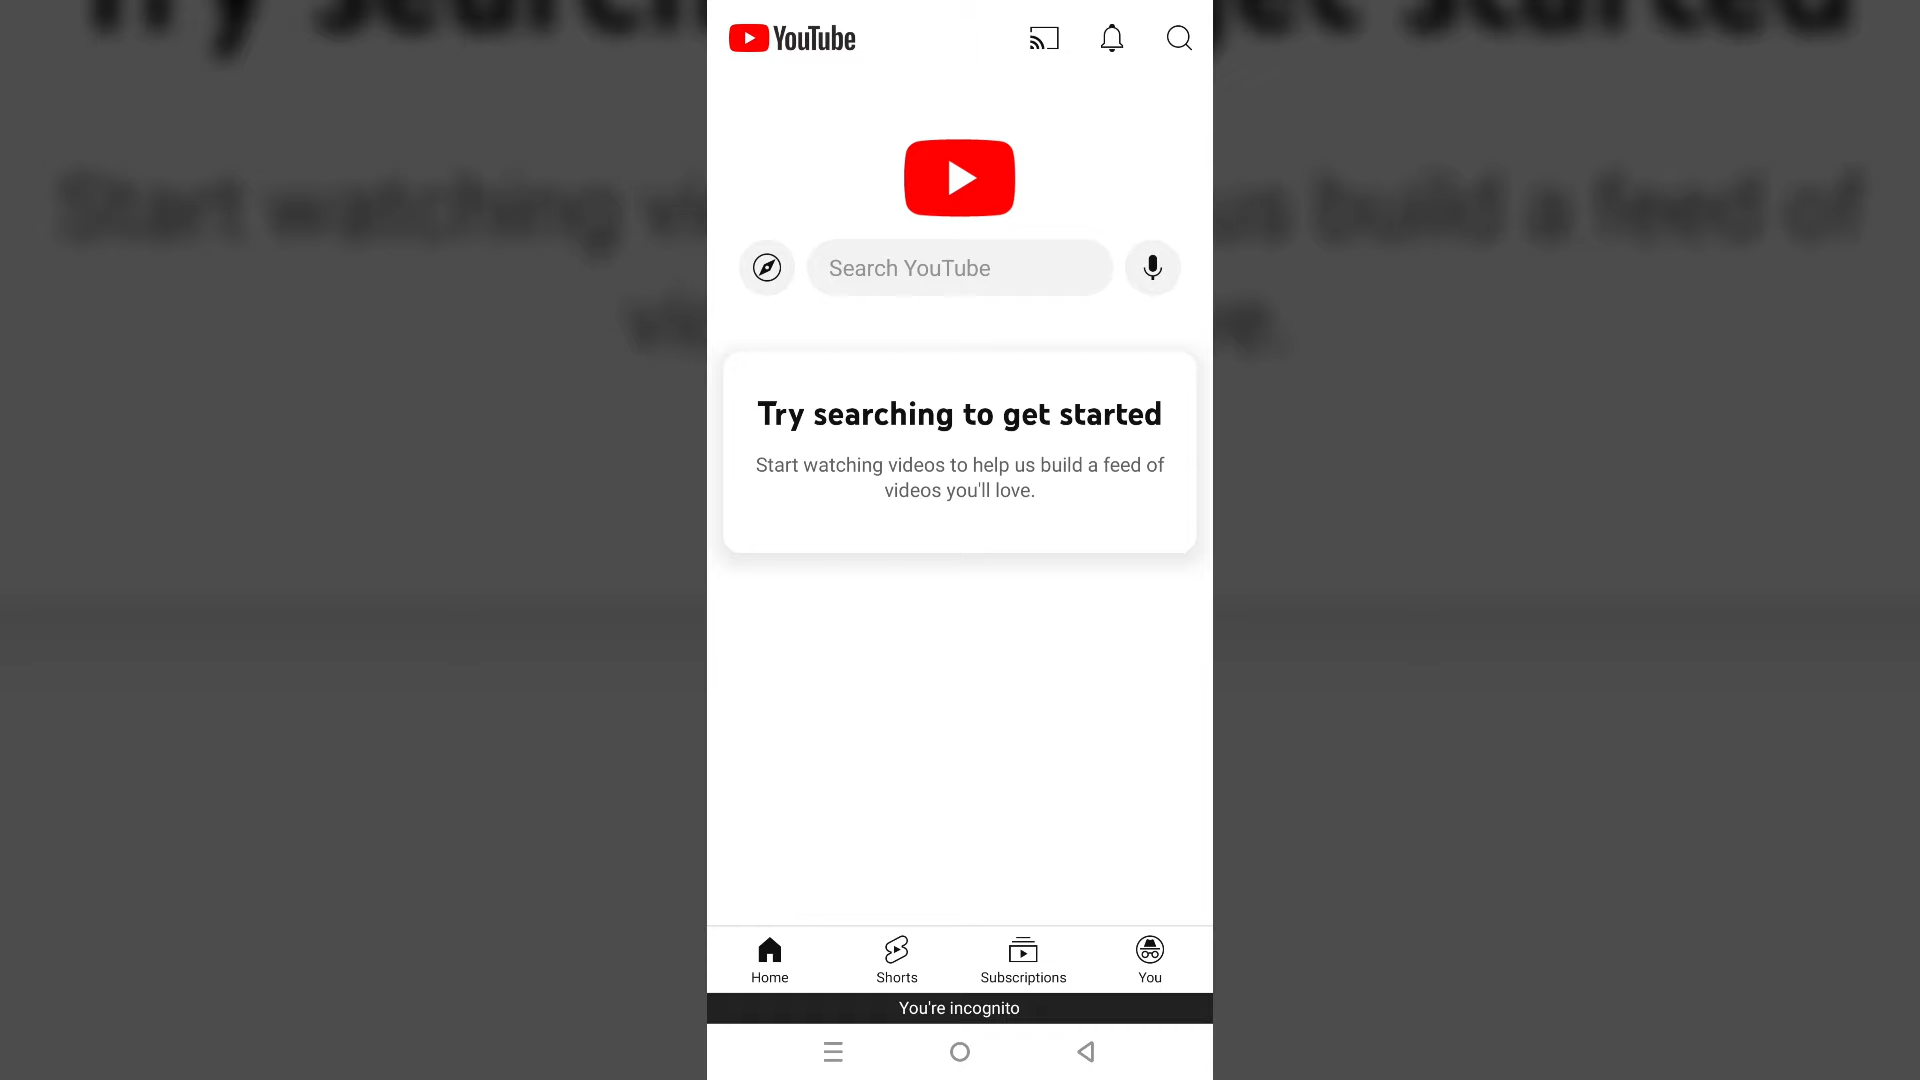 YouTube
Search YouTube
Try searching to get started
Start watching videos to help us build a feed of
videos you'll love.
Home
Shorts
Subscriptions
You
You're incognito